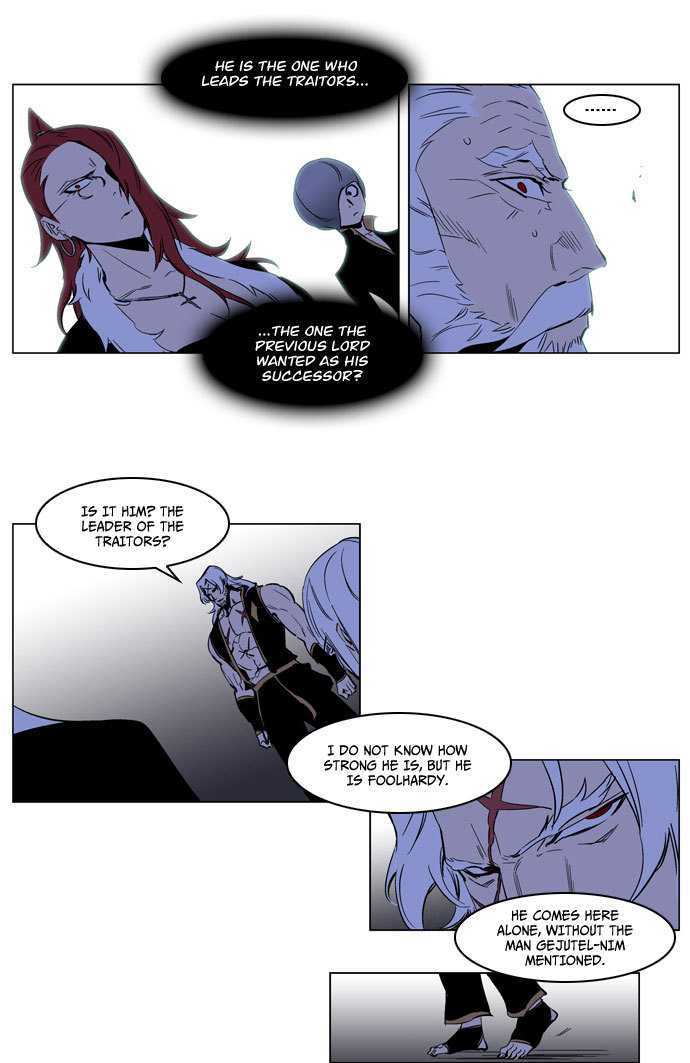 HE IS THE ONE WHO
LEADS THE TRAITORS...
------
...THE ONE THE
PREVIOUS LORD
WANTED AS HIS
SUCCESSOR?
IS IT HIM? THE
LEADER OF THE
TRAITORS?
I DO NOT KNOW HOW
STRONG HE IS, BUT HE
IS FOOLHARDY.
HE COMES HERE
ALONE, WITHOUT THE
MAN GEJUTEL-NIM
MENTIONED.